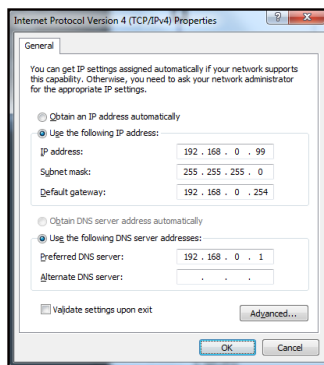 Internet Protocol Version 4 (TCP/IPv4) Properties
General
You can get IP settings assigned automatically if your network supports
this capability. Otherwise, you need to ask your network administrator
for the appropriate IP settings.
Obtain an IP address automatically
Use the following IP address:
IP address: 192 . 168 . 0 . 99
Subnet mask: 255 . 255 . 255 . 0
Default gateway: 192 . 168 . 0 . 254
Obtain DNS server address automatically
Use the following DNS server addresses:
Preferred DNS server: 192 . 168 . 0 . 1
Alternate DNS server: . . .
Validate settings upon exit
Advanced...
OK Cancel